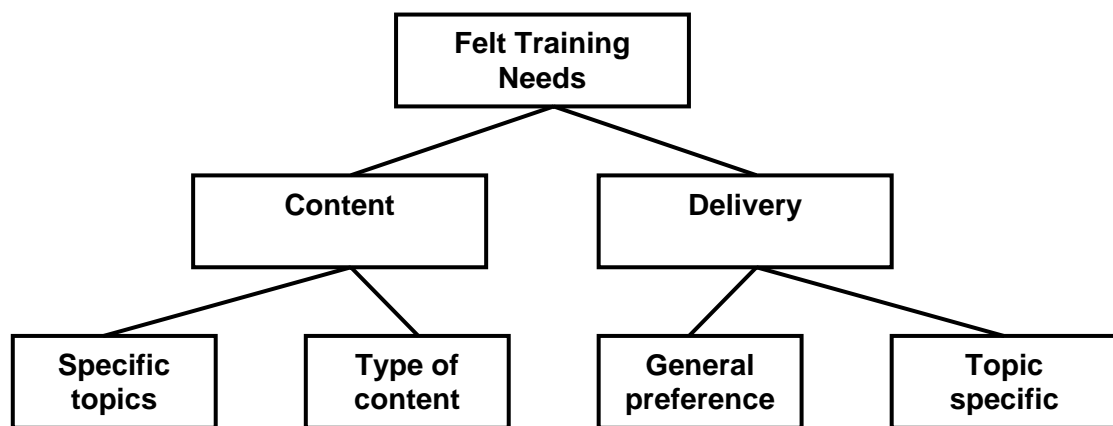 Felt Training
Needs
Content
Delivery
Specific
topics
Type of
content
General
preference
Topic
specific